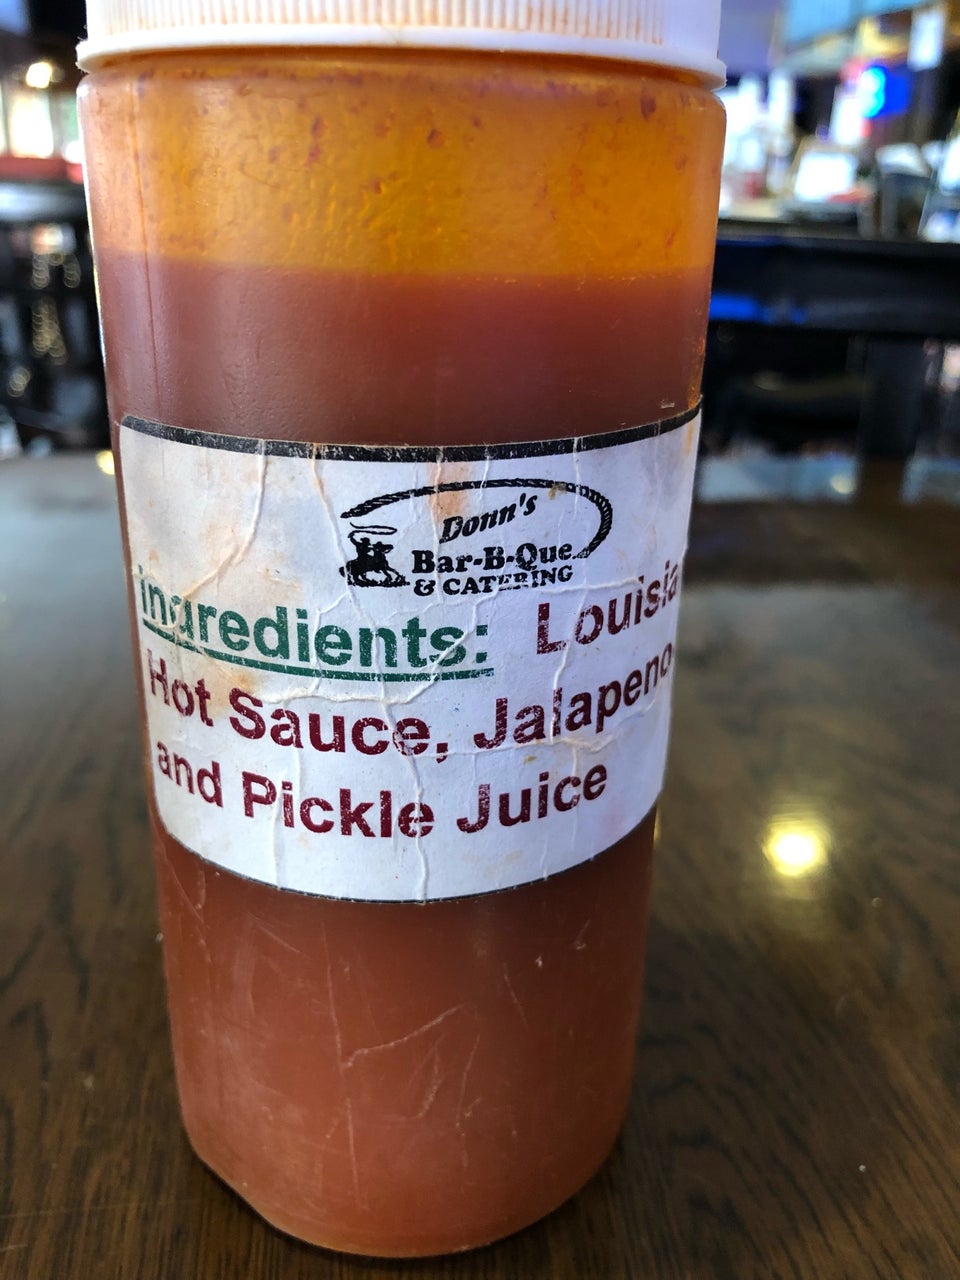 Donn's
Bar-B-Que
& CATERING
ingredients: Louisia
Hot Sauce, Jalapeno
and Pickle Juice